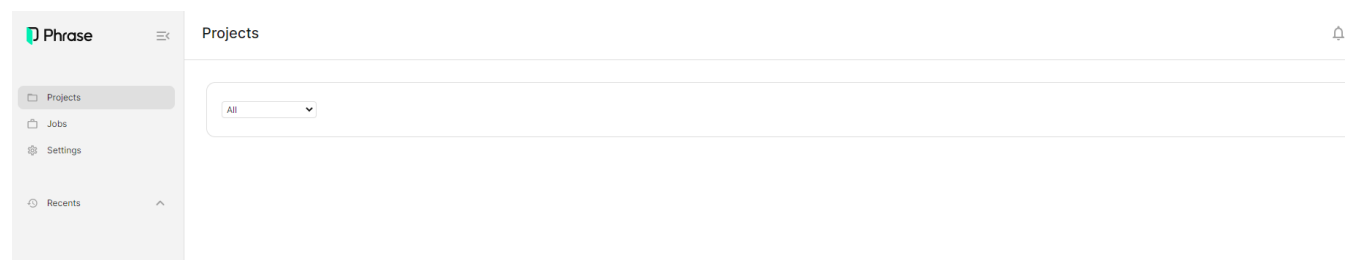 Phrase
Projects
Projects
Jobs
Settings
Recents
All